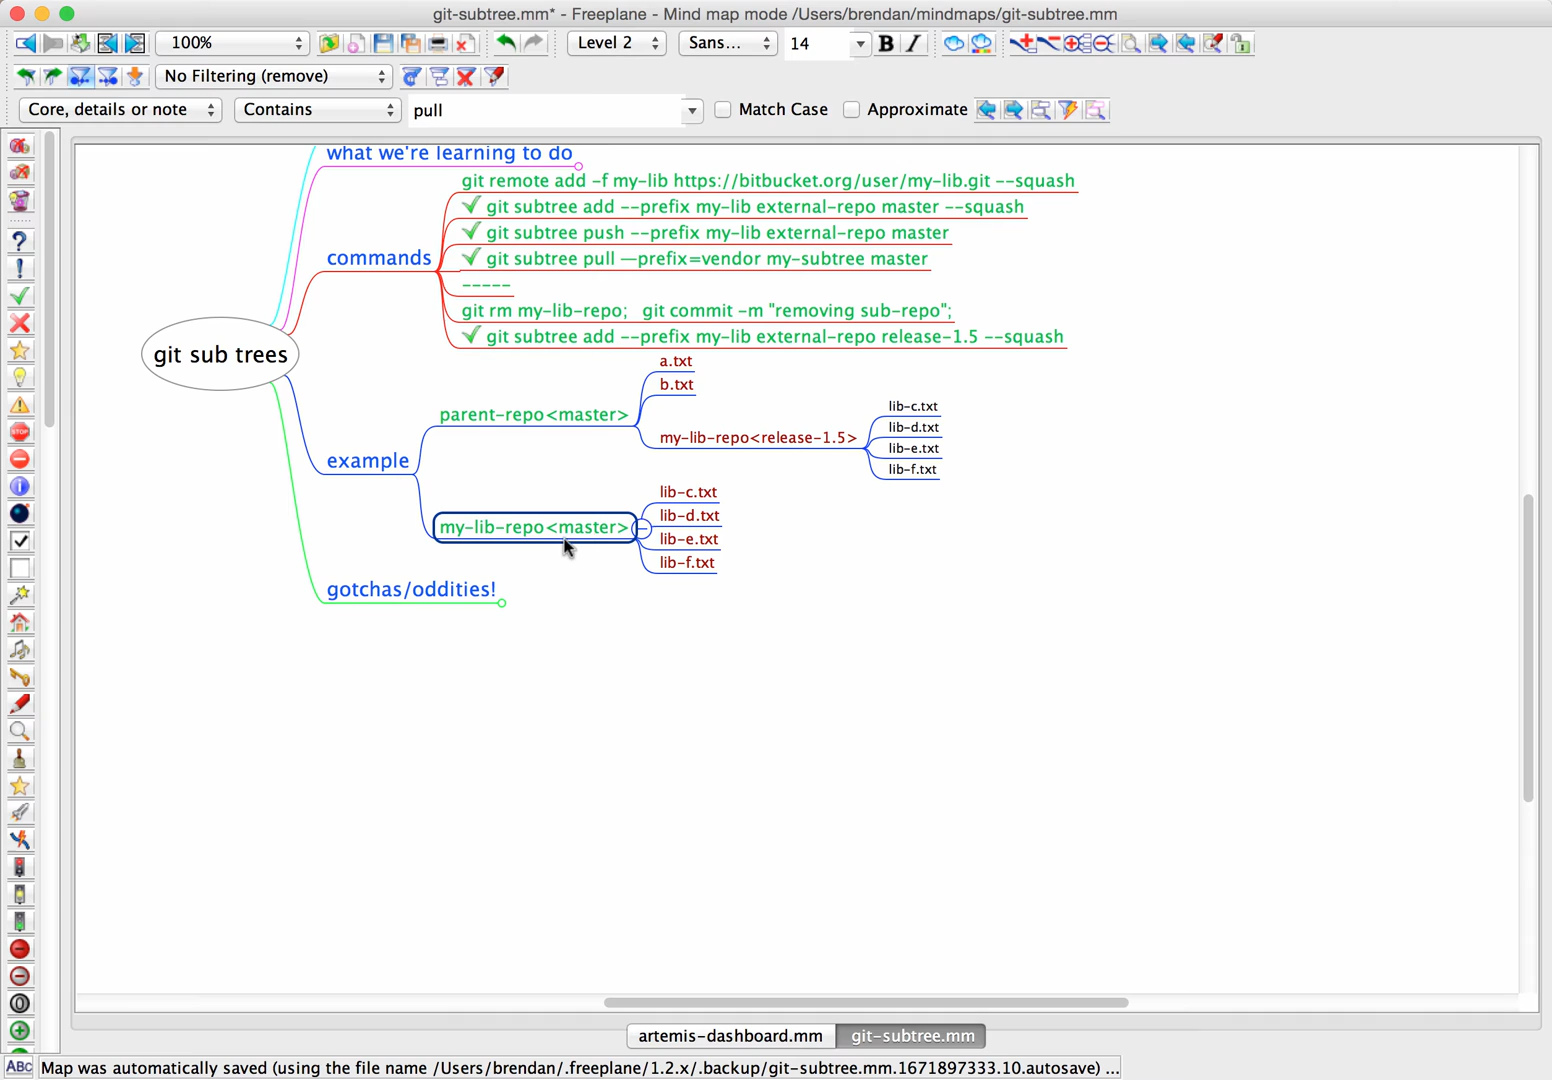 git-subtree.mm* - Freeplane - Mind map mode /Users/brendan/mindmaps/git-subtree.mm
100%
Level 2
Sans...
14
B
I
No Filtering (remove)
Core, details or note
Contains
pull
Match Case
Approximate
what we're learning to do
git remote add -f my-lib https://bitbucket.org/user/my-lib.git --squash
git subtree add --prefix my-lib external-repo master --squash
git subtree push --prefix my-lib external-repo master
commands
git subtree pull —prefix=vendor my-subtree master
-----
git rm my-lib-repo;   git commit -m "removing sub-repo";
git subtree add --prefix my-lib external-repo release-1.5 --squash
git sub trees
a.txt
b.txt
parent-repo<master>
my-lib-repo<release-1.5>
lib-c.txt
lib-d.txt
lib-e.txt
lib-f.txt
example
my-lib-repo<master>
lib-c.txt
lib-d.txt
lib-e.txt
lib-f.txt
gotchas/oddities!
STOP
artemis-dashboard.mm
git-subtree.mm
ABC
Map was automatically saved (using the file name /Users/brendan/.freeplane/1.2.x/.backup/git-subtree.mm.1671897333.10.autosave) ...